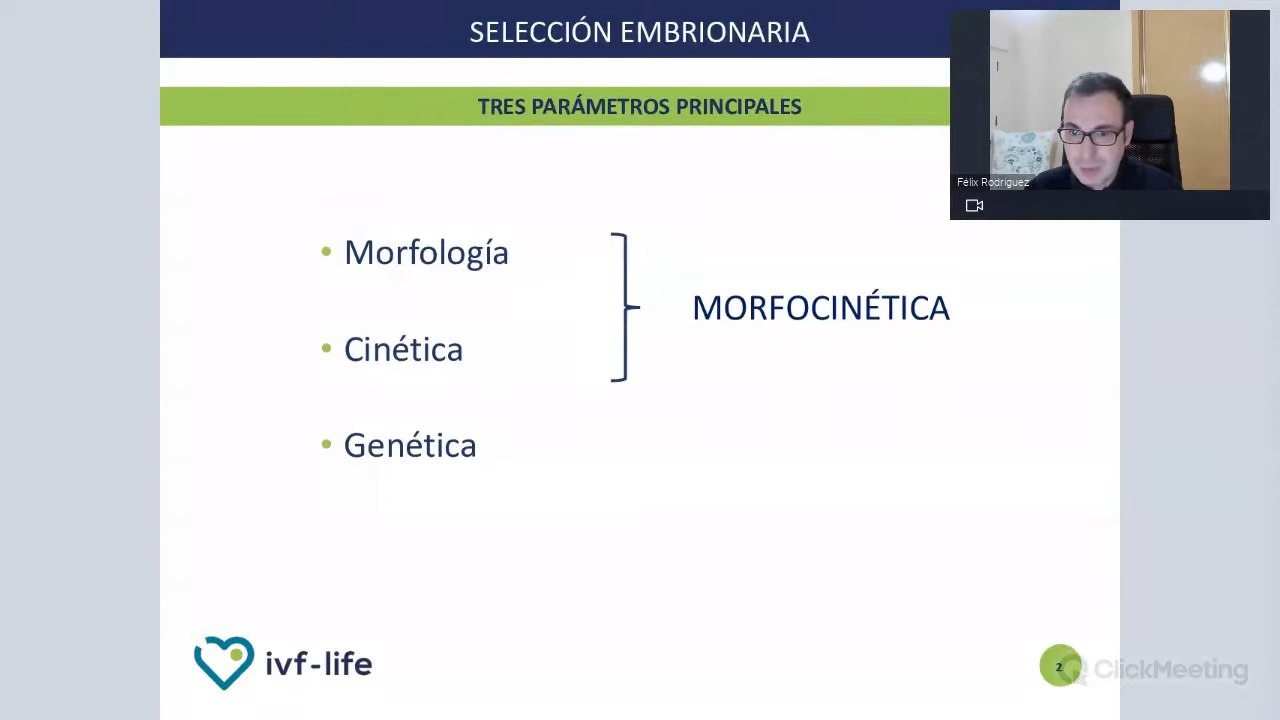 SELECCIÓN EMBRIONARIA
TRES PARÁMETROS PRINCIPALES
Félix Rodríguez
• Morfología
MORFOCINÉTICA
• Cinética
• Genética
ivf-life
2
ClickMeeting